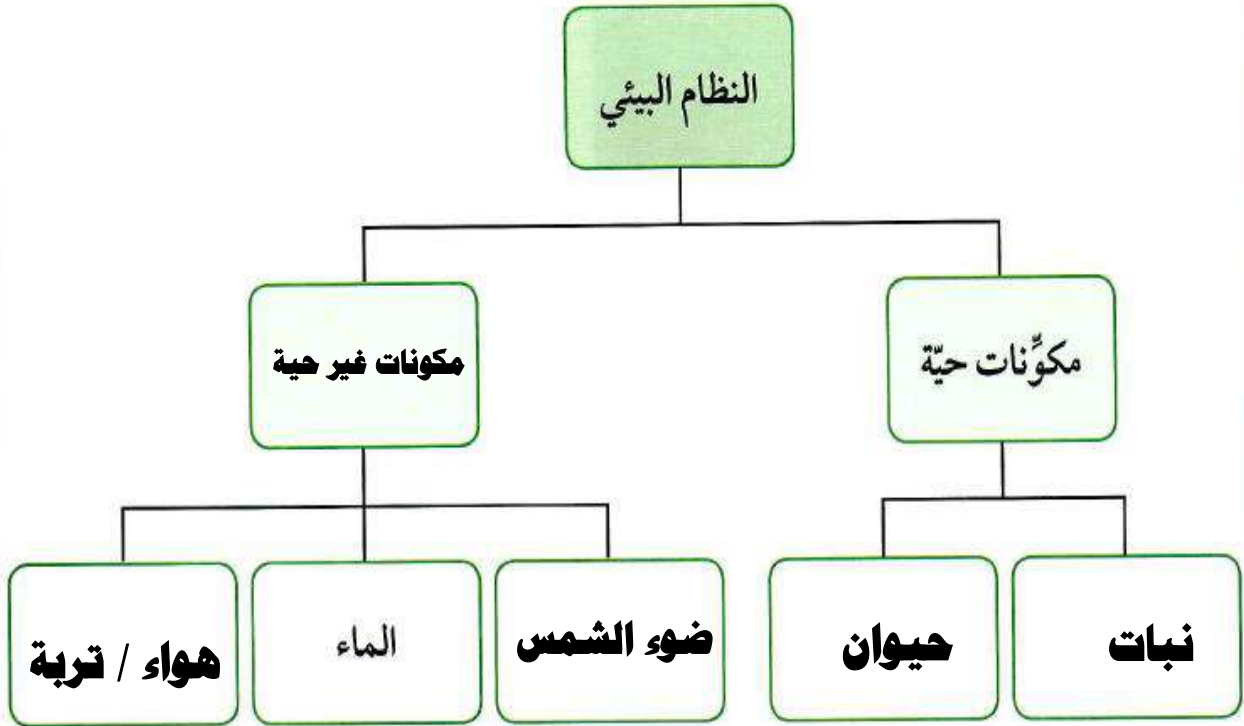 النظام البيئي
مكوِّنات حيّة
مكونات غير حية
نبات
حيوان
ضوء الشمس
الماء
هواء / تربة